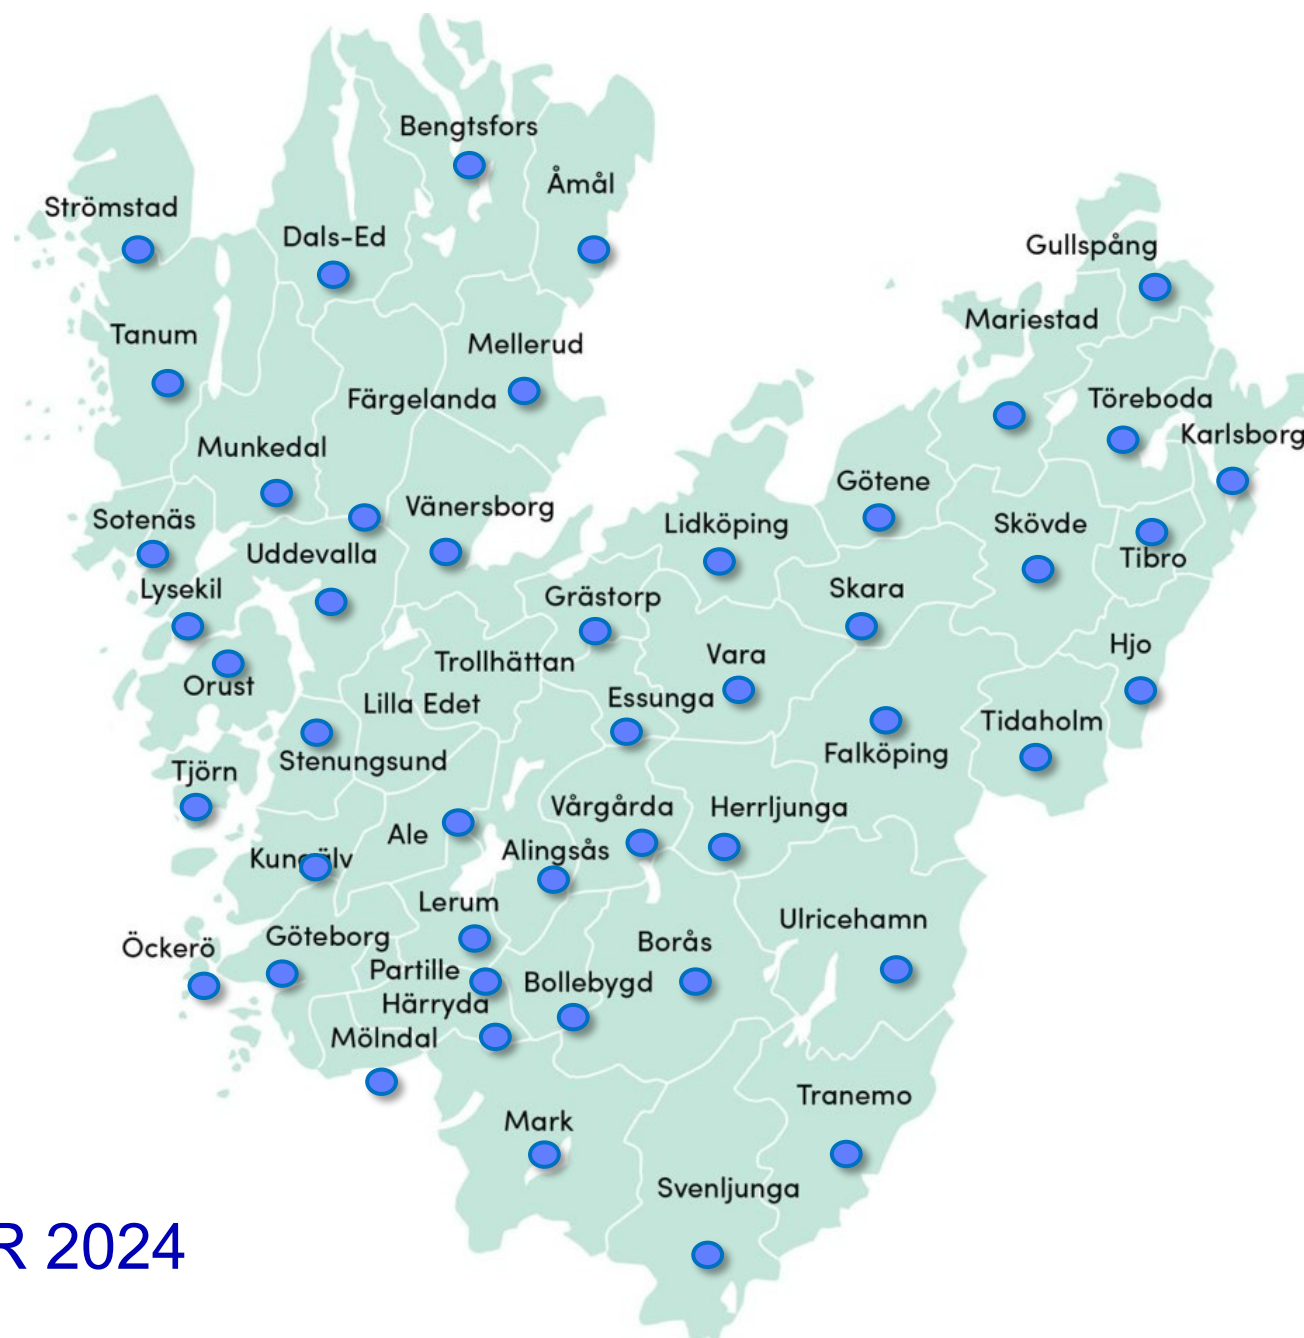 Bengtsfors
Åmål
Strömstad
Dals-Ed
Gullspång
Mariestad
Tanum
Mellerud
Färgelanda
Töreboda
Karlsborg
Munkedal
Götene
Vänersborg
Sotenäs
Lidköping
Skövde
Uddevalla
Tibro
Lysekil
Grästorp
Skara
Hjo
Trollhättan
Vara
Orust
Lilla Edet
Essunga
Tidaholm
Stenungsund
Falköping
Tjörn
Vårgårda
Herrljunga
Ale
Alingsås
Lerum
Ulricehamn
Göteborg
Borås
Öckerö
Partille
Bollebygd
Härryda
Mölndal
Tranemo
Mark
Svenljunga
R 2024